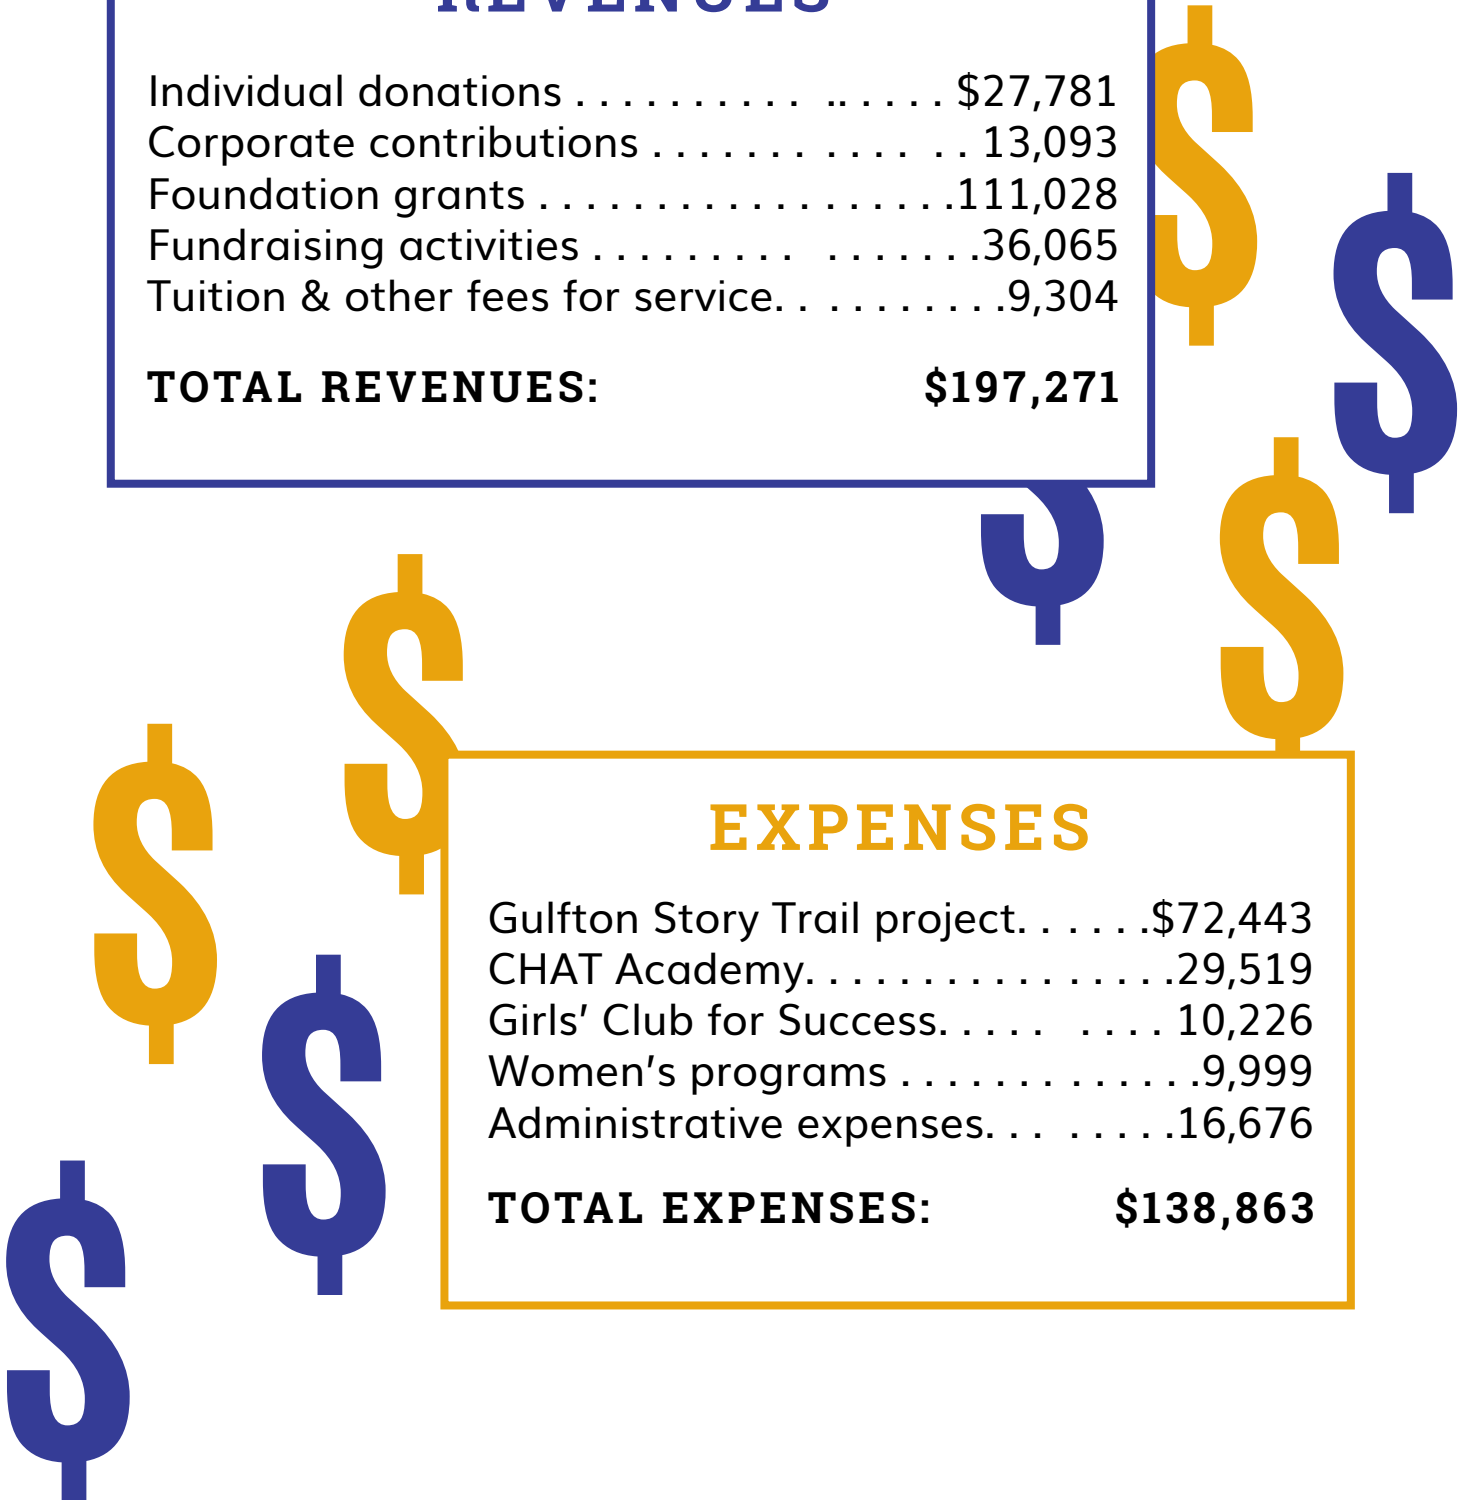 REVENUES
Individual donations . . . . . . . . . . .. . . . . $27,781
Corporate contributions . . . . . . . . . . . . . . 13,093
Foundation grants . . . . . . . . . . . . . . . . . .111,028
Fundraising activities . . . . . . . . . . . . . . . .36,065
Tuition & other fees for service. . . . . . . . . .9,304
TOTAL REVENUES: $197,271
EXPENSES
Gulfton Story Trail project. . . . . .$72,443
CHAT Academy. . . . . . . . . . . . . . . .29,519
Girls’ Club for Success. . . . . . . . . 10,226
Women’s programs . . . . . . . . . . . . .9,999
Administrative expenses. . . . . . . .16,676
TOTAL EXPENSES: $138,863